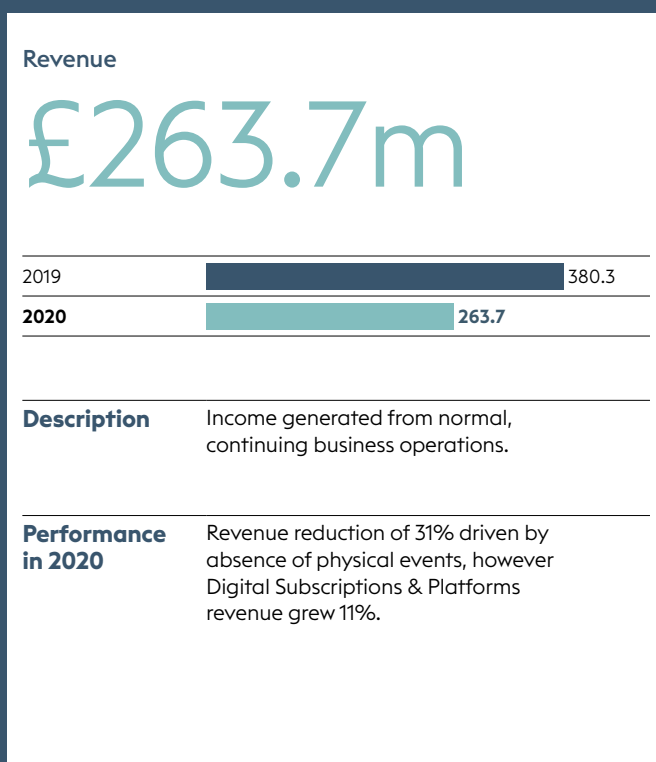 Revenue
£263.7m
2019 380.3
2020 263.7
Description
Income generated from normal,
continuing business operations.
Performance
in 2020
Revenue reduction of 31% driven by
absence of physical events, however
Digital Subscriptions & Platforms
revenue grew 11%.